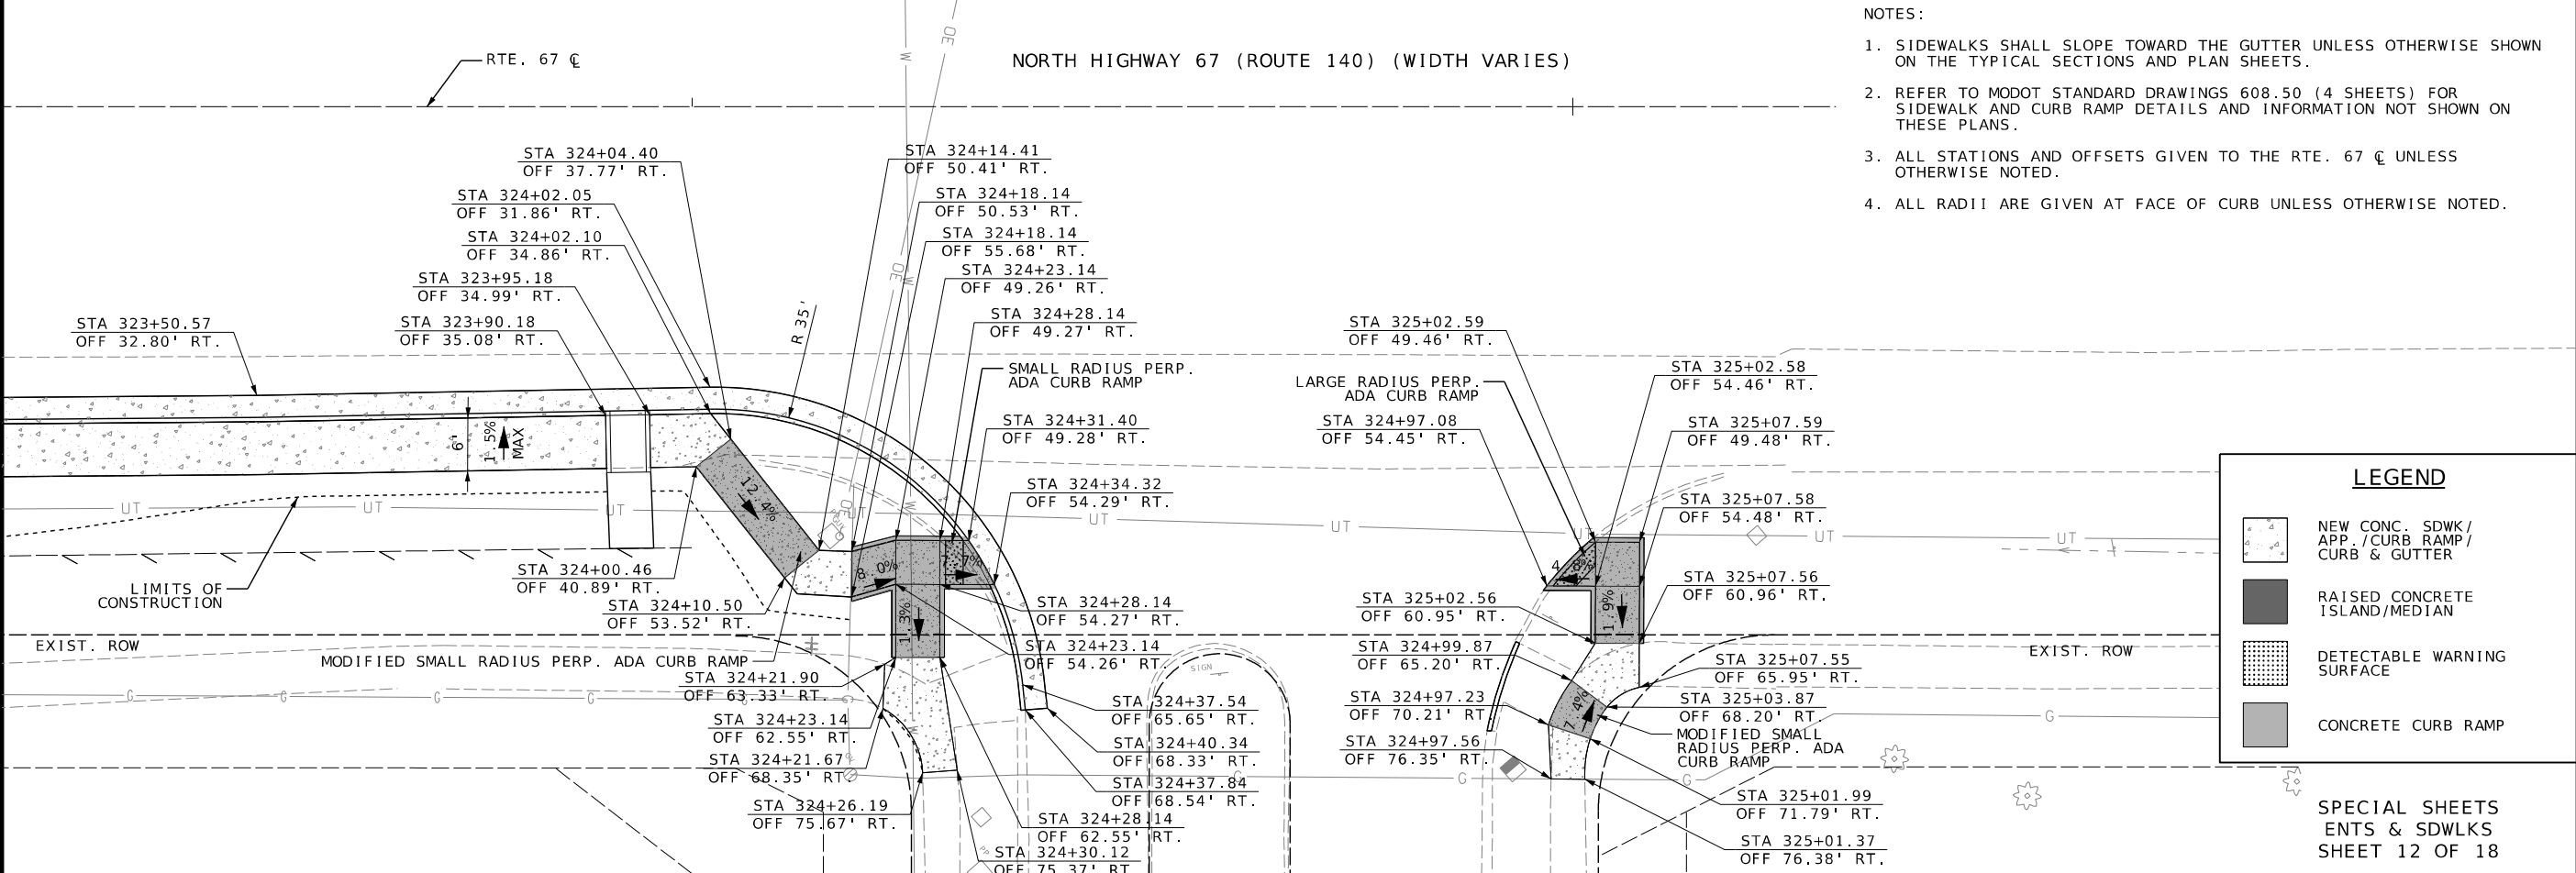 RTE. 67 ℄
NORTH HIGHWAY 67 (ROUTE 140) (WIDTH VARIES)
W
OE
NOTES:
1. SIDEWALKS SHALL SLOPE TOWARD THE GUTTER UNLESS OTHERWISE SHOWN
ON THE TYPICAL SECTIONS AND PLAN SHEETS.
2. REFER TO MODOT STANDARD DRAWINGS 608.50 (4 SHEETS) FOR
SIDEWALK AND CURB RAMP DETAILS AND INFORMATION NOT SHOWN ON
THESE PLANS.
3. ALL STATIONS AND OFFSETS GIVEN TO THE RTE. 67 ℄ UNLESS
OTHERWISE NOTED.
4. ALL RADII ARE GIVEN AT FACE OF CURB UNLESS OTHERWISE NOTED.
STA 324+04.40
OFF 37.77' RT.
STA 324+02.05
OFF 31.86' RT.
STA 324+02.10
OFF 34.86' RT.
STA 323+95.18
OFF 34.99' RT.
STA 323+90.18
OFF 35.08' RT.
STA 323+50.57
OFF 32.80' RT.
STA 324+14.41
OFF 50.41' RT.
STA 324+18.14
OFF 50.53' RT.
STA 324+18.14
OFF 55.68' RT.
STA 324+23.14
OFF 49.26' RT.
STA 324+28.14
OFF 49.27' RT.
OE
W
R 35'
SMALL RADIUS PERP.
ADA CURB RAMP
STA 324+31.40
OFF 49.28' RT.
STA 324+34.32
OFF 54.29' RT.
STA 325+02.59
OFF 49.46' RT.
LARGE RADIUS PERP.
ADA CURB RAMP
STA 324+97.08
OFF 54.45' RT.
STA 325+02.58
OFF 54.46' RT.
STA 325+07.59
OFF 49.48' RT.
STA 325+07.58
OFF 54.48' RT.
STA 325+07.56
OFF 60.96' RT.
6'
1.5%
MAX
12.4%
8.0%
7.7%
1.3%
4.8%
1.9%
7.4%
UT
UT
UT
UT
UT
UT
UT
UT
UT
LIMITS OF
CONSTRUCTION
STA 324+00.46
OFF 40.89' RT.
STA 324+10.50
OFF 53.52' RT.
MODIFIED SMALL RADIUS PERP. ADA CURB RAMP
EXIST. ROW
STA 324+21.90
OFF 63.33' RT.
STA 324+23.14
OFF 62.55' RT.
STA 324+21.67
OFF 68.35' RT.
STA 324+26.19
OFF 75.67' RT.
STA 324+28.14
OFF 54.27' RT.
STA 324+23.14
OFF 54.26' RT.
STA 324+37.54
OFF 65.65' RT.
STA 324+40.34
OFF 68.33' RT.
STA 324+37.84
OFF 68.54' RT.
STA 324+28.14
OFF 62.55' RT.
STA 324+30.12
OFF 75.37' RT.
SIGN
STA 325+02.56
OFF 60.95' RT.
STA 324+99.87
OFF 65.20' RT.
STA 324+97.23
OFF 70.21' RT.
STA 324+97.56
OFF 76.35' RT.
STA 325+07.55
OFF 65.95' RT.
STA 325+03.87
OFF 68.20' RT.
MODIFIED SMALL
RADIUS PERP. ADA
CURB RAMP
STA 325+01.99
OFF 71.79' RT.
STA 325+01.37
OFF 76.38' RT.
EXIST. ROW
G
G
G
G
G
G
G
G
LEGEND
NEW CONC. SDWK/
APP./CURB RAMP/
CURB & GUTTER
RAISED CONCRETE
ISLAND/MEDIAN
DETECTABLE WARNING
SURFACE
CONCRETE CURB RAMP
SPECIAL SHEETS
ENTS & SDWLKS
SHEET 12 OF 18